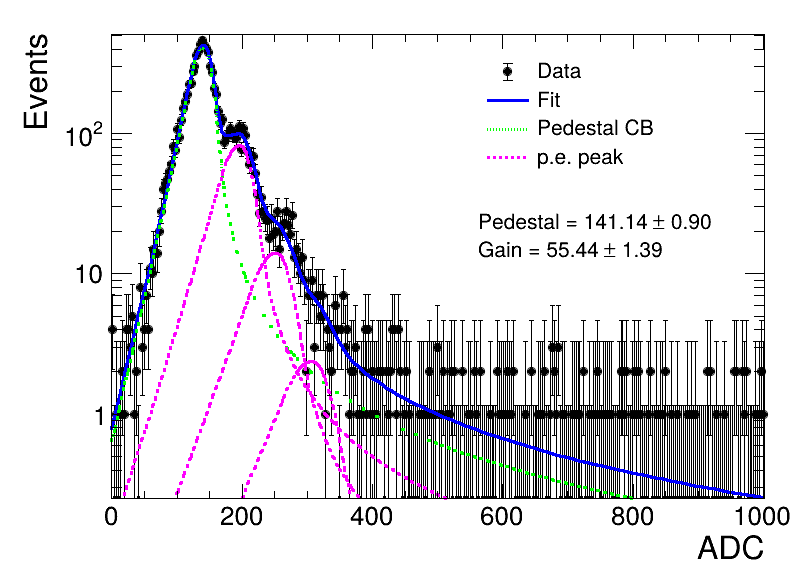 Events
10²
10
1
Data
Fit
Pedestal CB
p.e. peak
Pedestal = 141.14 ± 0.90
Gain = 55.44 ± 1.39
0 200 400 600 800 1000
ADC